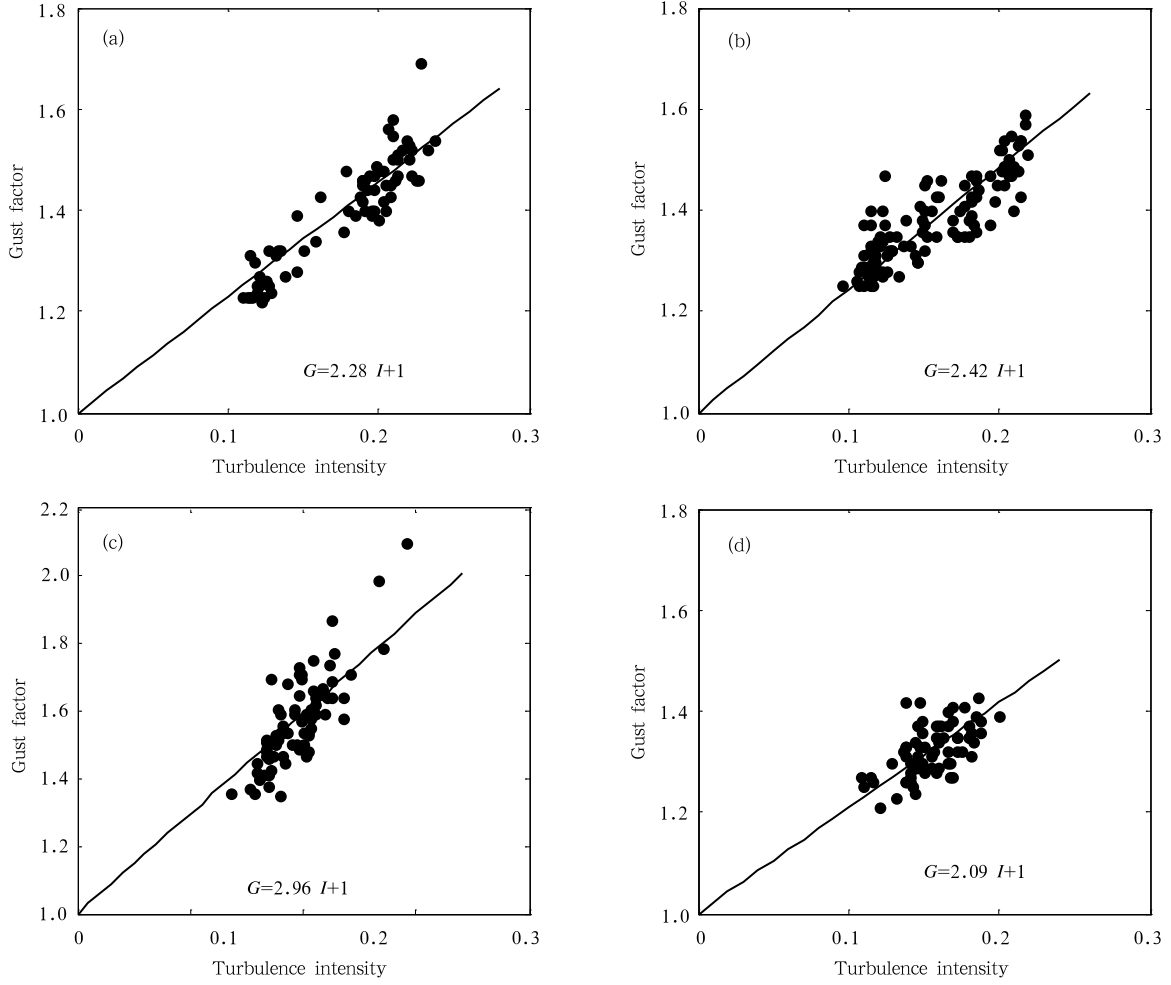 1.8
(a)
1.6
1.4
1.2
1.0
Gust factor
G=2.28 I+1
0 0.1 0.2 0.3
Turbulence intensity
1.8
(b)
1.6
1.4
1.2
1.0
Gust factor
G=2.42 I+1
0 0.1 0.2 0.3
Turbulence intensity
2.2
(c)
2.0
1.8
1.6
1.4
1.2
1.0
Gust factor
G=2.96 I+1
0 0.1 0.2 0.3
Turbulence intensity
1.8
(d)
1.6
1.4
1.2
1.0
Gust factor
G=2.09 I+1
0 0.1 0.2 0.3
Turbulence intensity